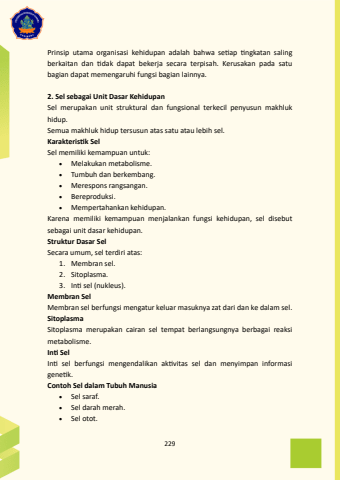 Prinsip utama organisasi kehidupan adalah bahwa setiap tingkatan saling
berkaitan dan tidak dapat bekerja secara terpisah. Kerusakan pada satu
bagian dapat memengaruhi fungsi bagian lainnya.
2. Sel sebagai Unit Dasar Kehidupan
Sel merupakan unit struktural dan fungsional terkecil penyusun makhluk
hidup.
Semua makhluk hidup tersusun atas satu atau lebih sel.
Karakteristik Sel
Sel memiliki kemampuan untuk:
• Melakukan metabolisme.
• Tumbuh dan berkembang.
• Merespons rangsangan.
• Bereproduksi.
• Mempertahankan kehidupan.
Karena memiliki kemampuan menjalankan fungsi kehidupan, sel disebut
sebagai unit dasar kehidupan.
Struktur Dasar Sel
Secara umum, sel terdiri atas:
1. Membran sel.
2. Sitoplasma.
3. Inti sel (nukleus).
Membran Sel
Membran sel berfungsi mengatur keluar masuknya zat dari dan ke dalam sel.
Sitoplasma
Sitoplasma merupakan cairan sel tempat berlangsungnya berbagai reaksi
metabolisme.
Inti Sel
Inti sel berfungsi mengendalikan aktivitas sel dan menyimpan informasi
genetik.
Contoh Sel dalam Tubuh Manusia
• Sel saraf.
• Sel darah merah.
• Sel otot.
229